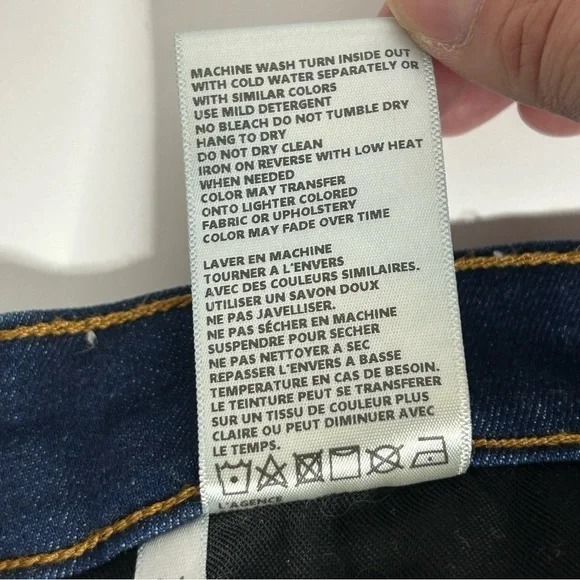 MACHINE WASH TURN INSIDE OUT
WITH COLD WATER SEPARATELY OR
WITH SIMILAR COLORS
USE MILD DETERGENT
NO BLEACH DO NOT TUMBLE DRY
HANG TO DRY
DO NOT DRY CLEAN
IRON ON REVERSE WITH LOW HEAT
WHEN NEEDED
COLOR MAY TRANSFER
ONTO LIGHTER COLORED
FABRIC OR UPHOLSTERY
COLOR MAY FADE OVER TIME
LAVER EN MACHINE
TOURNER A L'ENVERS
AVEC DES COULEURS SIMILAIRES.
UTILISER UN SAVON DOUX
NE PAS JAVELLISER.
NE PAS SÉCHER EN MACHINE
SUSPENDRE POUR SECHER
NE PAS NETTOYER A SEC
REPASSER L'ENVERS A BASSE
TEMPERATURE EN CAS DE BESOIN.
LE TEINTURE PEUT SE TRANSFERER
SUR UN TISSU DE COULEUR PLUS
CLAIRE OU PEUT DIMINUER AVEC
LE TEMPS.
L'AGENCE